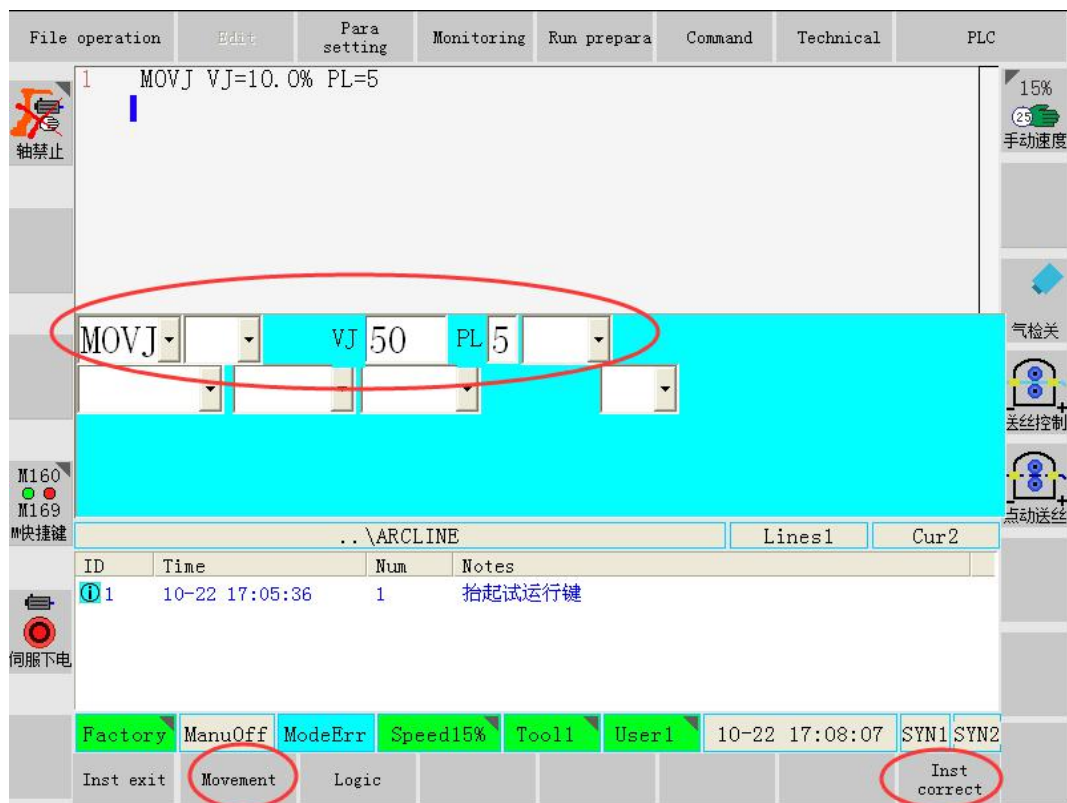 File operation
Edit
Para
setting
Monitoring
Run prepara
Command
Technical
PLC
轴禁止
1 MOVJ VJ=10.0% PL=5
15%
25
手动速度
气检关
MOVJ VJ 50 PL 5
送丝控制
点动送丝
M160
M169
M快捷键
..\ARCLINE
Lines1
Cur2
ID Time Num Notes
1 10-22 17:05:36 1 抬起试运行键
伺服下电
Factory
ManuOff
ModeErr
Speed15%
Tool1
User1
10-22 17:08:07
SYN1
SYN2
Inst exit
Movement
Logic
Inst
correct